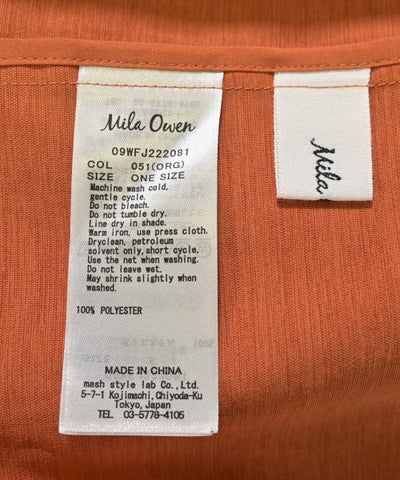 Mila Owen
09WFJ222081
COL 051(ORG)
SIZE ONE SIZE
Machine wash cold,
gentle cycle.
Do not bleach.
Do not tumble dry.
Line dry in shade.
Warm iron, use press cloth.
Dryclean, petroleum
solvent only,short cycle.
Use the net when washing.
Do not leave wet.
May shrink slightly when
washed.
100% POLYESTER
MADE IN CHINA
mash style lab Co.,Ltd.
5-7-1 Kojimachi,Chiyoda-Ku
Tokyo,Japan
TEL 03-5778-4105
Mila